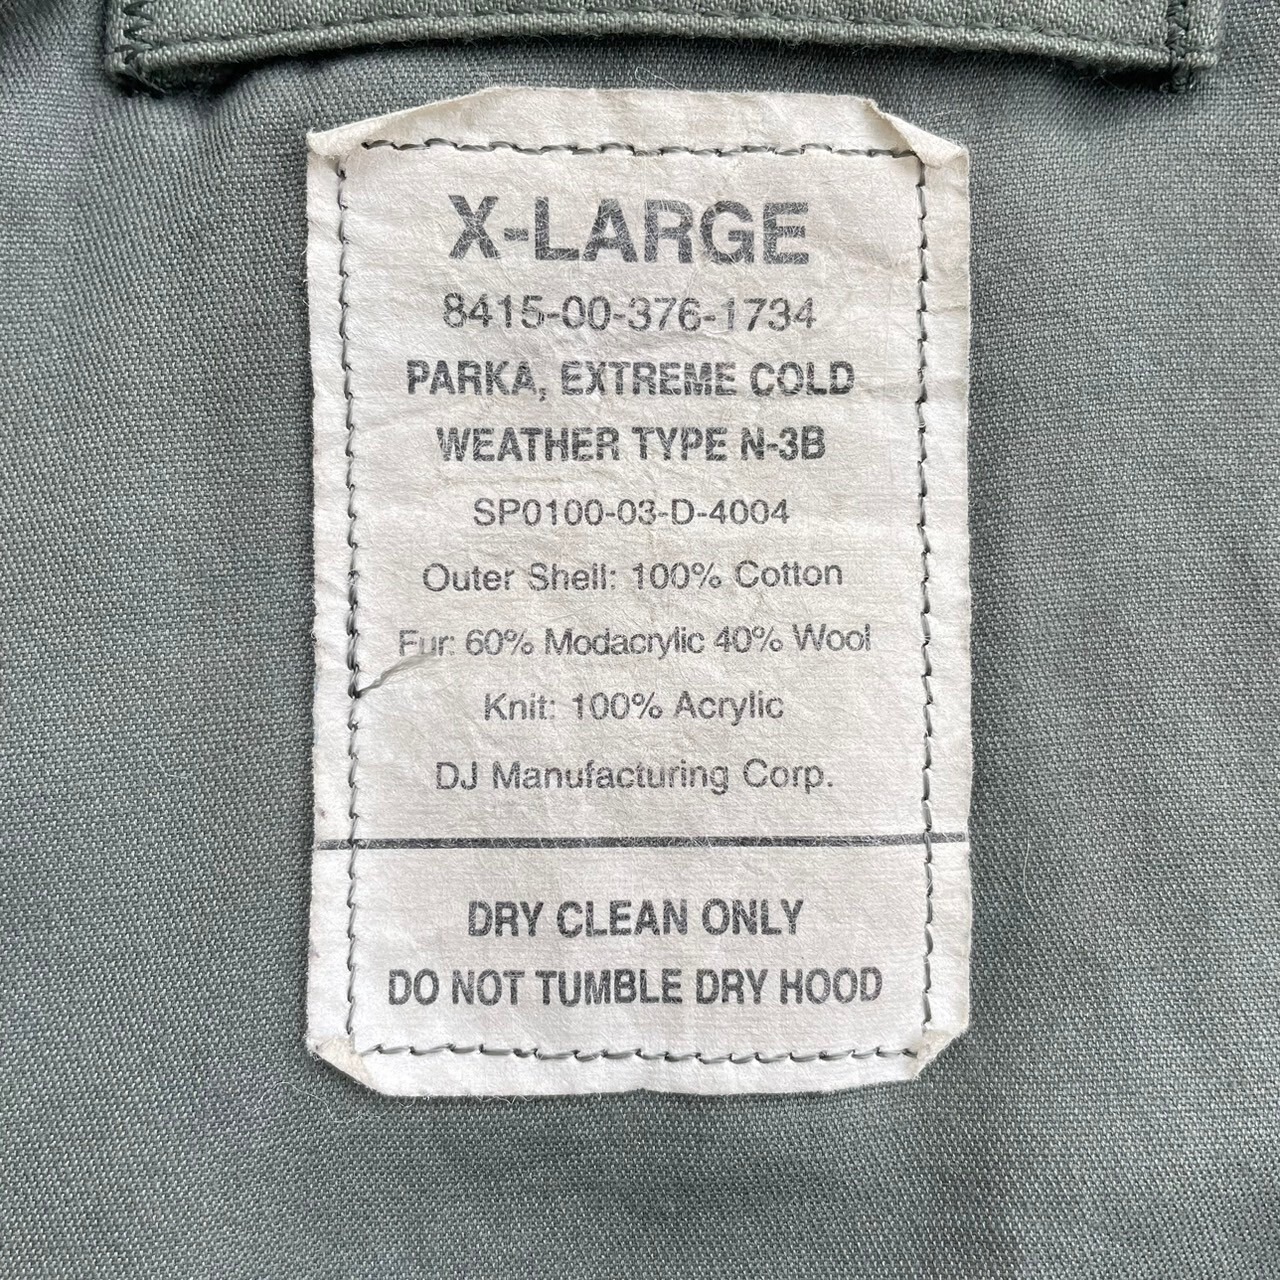 X-LARGE
8415-00-376-1734
PARKA, EXTREME COLD
WEATHER TYPE N-3B
SP0100-03-D-4004
Outer Shell: 100% Cotton
Fur: 60% Modacrylic 40% Wool
Knit: 100% Acrylic
DJ Manufacturing Corp.
DRY CLEAN ONLY
DO NOT TUMBLE DRY HOOD